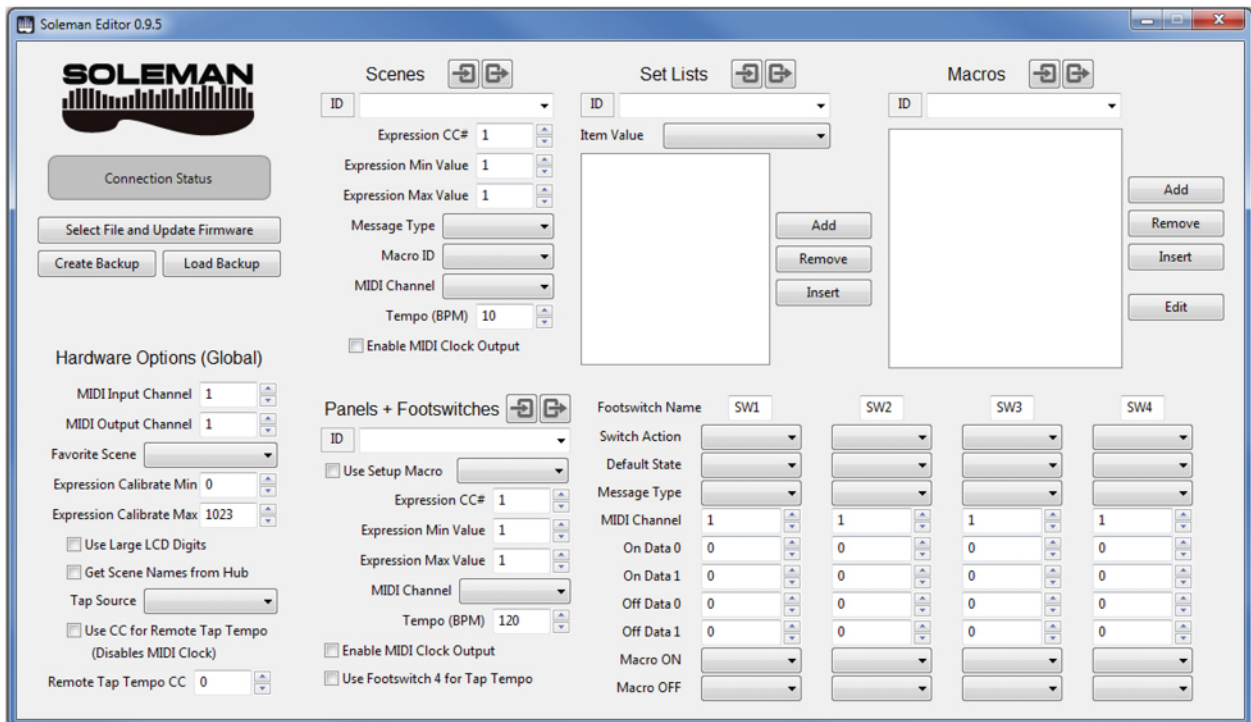 Soleman Editor 0.9.5
SOLEMAN
Connection Status
Select File and Update Firmware
Create Backup Load Backup
Hardware Options (Global)
MIDI Input Channel 1
MIDI Output Channel 1
Favorite Scene
Expression Calibrate Min 0
Expression Calibrate Max 1023
Use Large LCD Digits
Get Scene Names from Hub
Tap Source
Use CC for Remote Tap Tempo
(Disables MIDI Clock)
Remote Tap Tempo CC 0
Scenes
ID
Expression CC# 1
Expression Min Value 1
Expression Max Value 1
Message Type
Macro ID
MIDI Channel
Tempo (BPM) 10
Enable MIDI Clock Output
Set Lists
ID
Item Value
Add
Remove
Insert
Macros
ID
Add
Remove
Insert
Edit
Panels + Footswitches
ID
Use Setup Macro
Expression CC# 1
Expression Min Value 1
Expression Max Value 1
MIDI Channel
Tempo (BPM) 120
Enable MIDI Clock Output
Use Footswitch 4 for Tap Tempo
Footswitch Name SW1 SW2 SW3 SW4
Switch Action
Default State
Message Type
MIDI Channel 1 1 1 1
On Data 0 0 0 0 0
On Data 1 0 0 0 0
Off Data 0 0 0 0 0
Off Data 1 0 0 0 0
Macro ON
Macro OFF